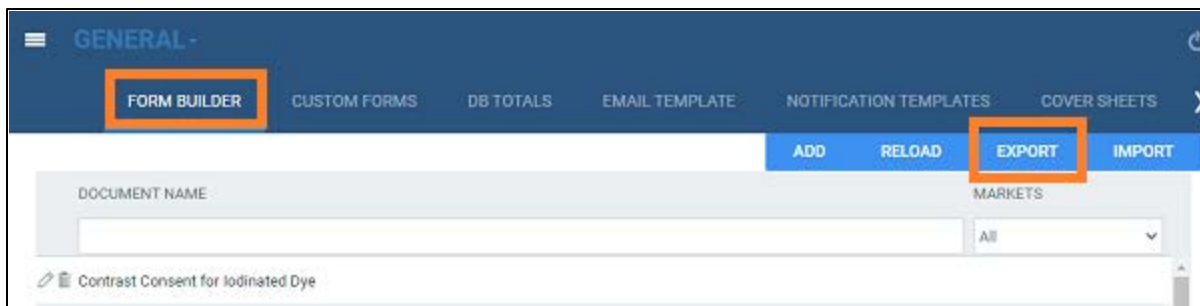 GENERAL -
FORM BUILDER CUSTOM FORMS DB TOTALS EMAIL TEMPLATE NOTIFICATION TEMPLATES COVER SHEETS
ADD RELOAD EXPORT IMPORT
DOCUMENT NAME MARKETS
All
Contrast Consent for Iodinated Dye